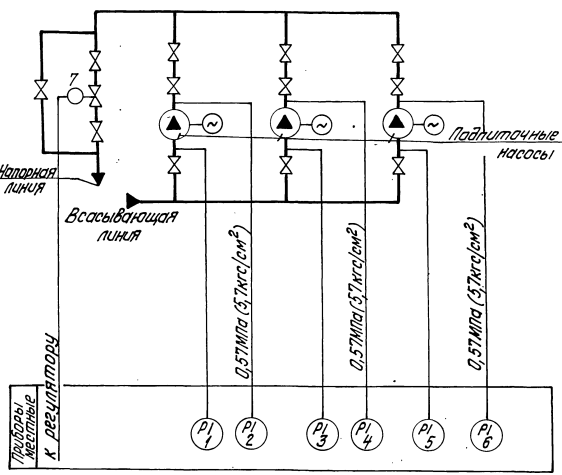 7
Напорная
линия
Всасывающая
линия
Подпиточные
насосы
0,57МПа (5,7кгс/см²)
0,57МПа (5,7кгс/см²)
0,57МПа (5,7кгс/см²)
К регулятору
Приборы
местные
PI
1
PI
2
PI
3
PI
4
PI
5
PI
6